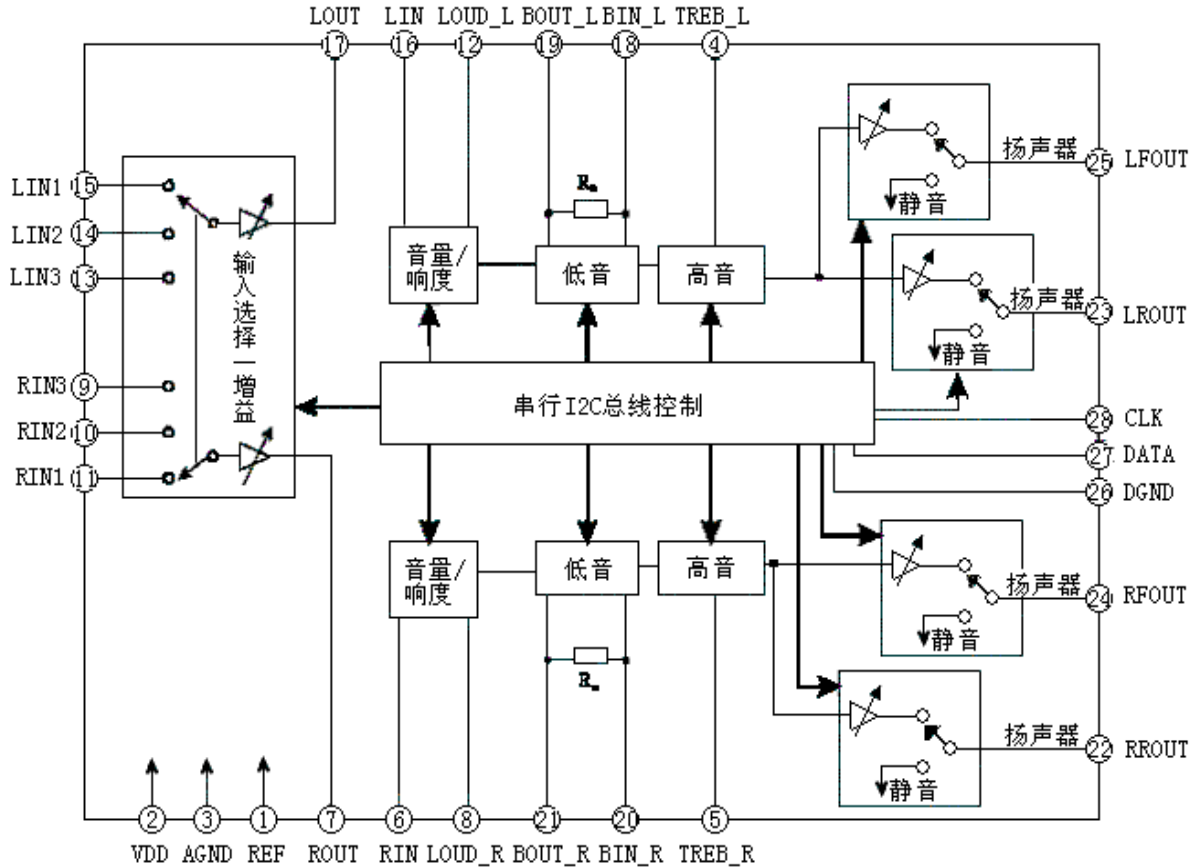 LOUT LIN LOUD_L BOUT_L BIN_L TREB_L
17 16 12 19 18 4
LIN1 15
LIN2 14
LIN3 13
RIN3 9
RIN2 10
RIN1 11
输入选择一增益
音量/
响度
低音
高音
串行I2C总线控制
音量/
响度
低音
高音
静音
扬声器
25 LFOUT
静音
扬声器
23 LROUT
28 CLK
27 DATA
26 DGND
静音
扬声器
24 RFOUT
静音
扬声器
22 RROUT
2 3 1 7 6 8 21 20 5
VDD AGND REF ROUT RIN LOUD_R BOUT_R BIN_R TREB_R